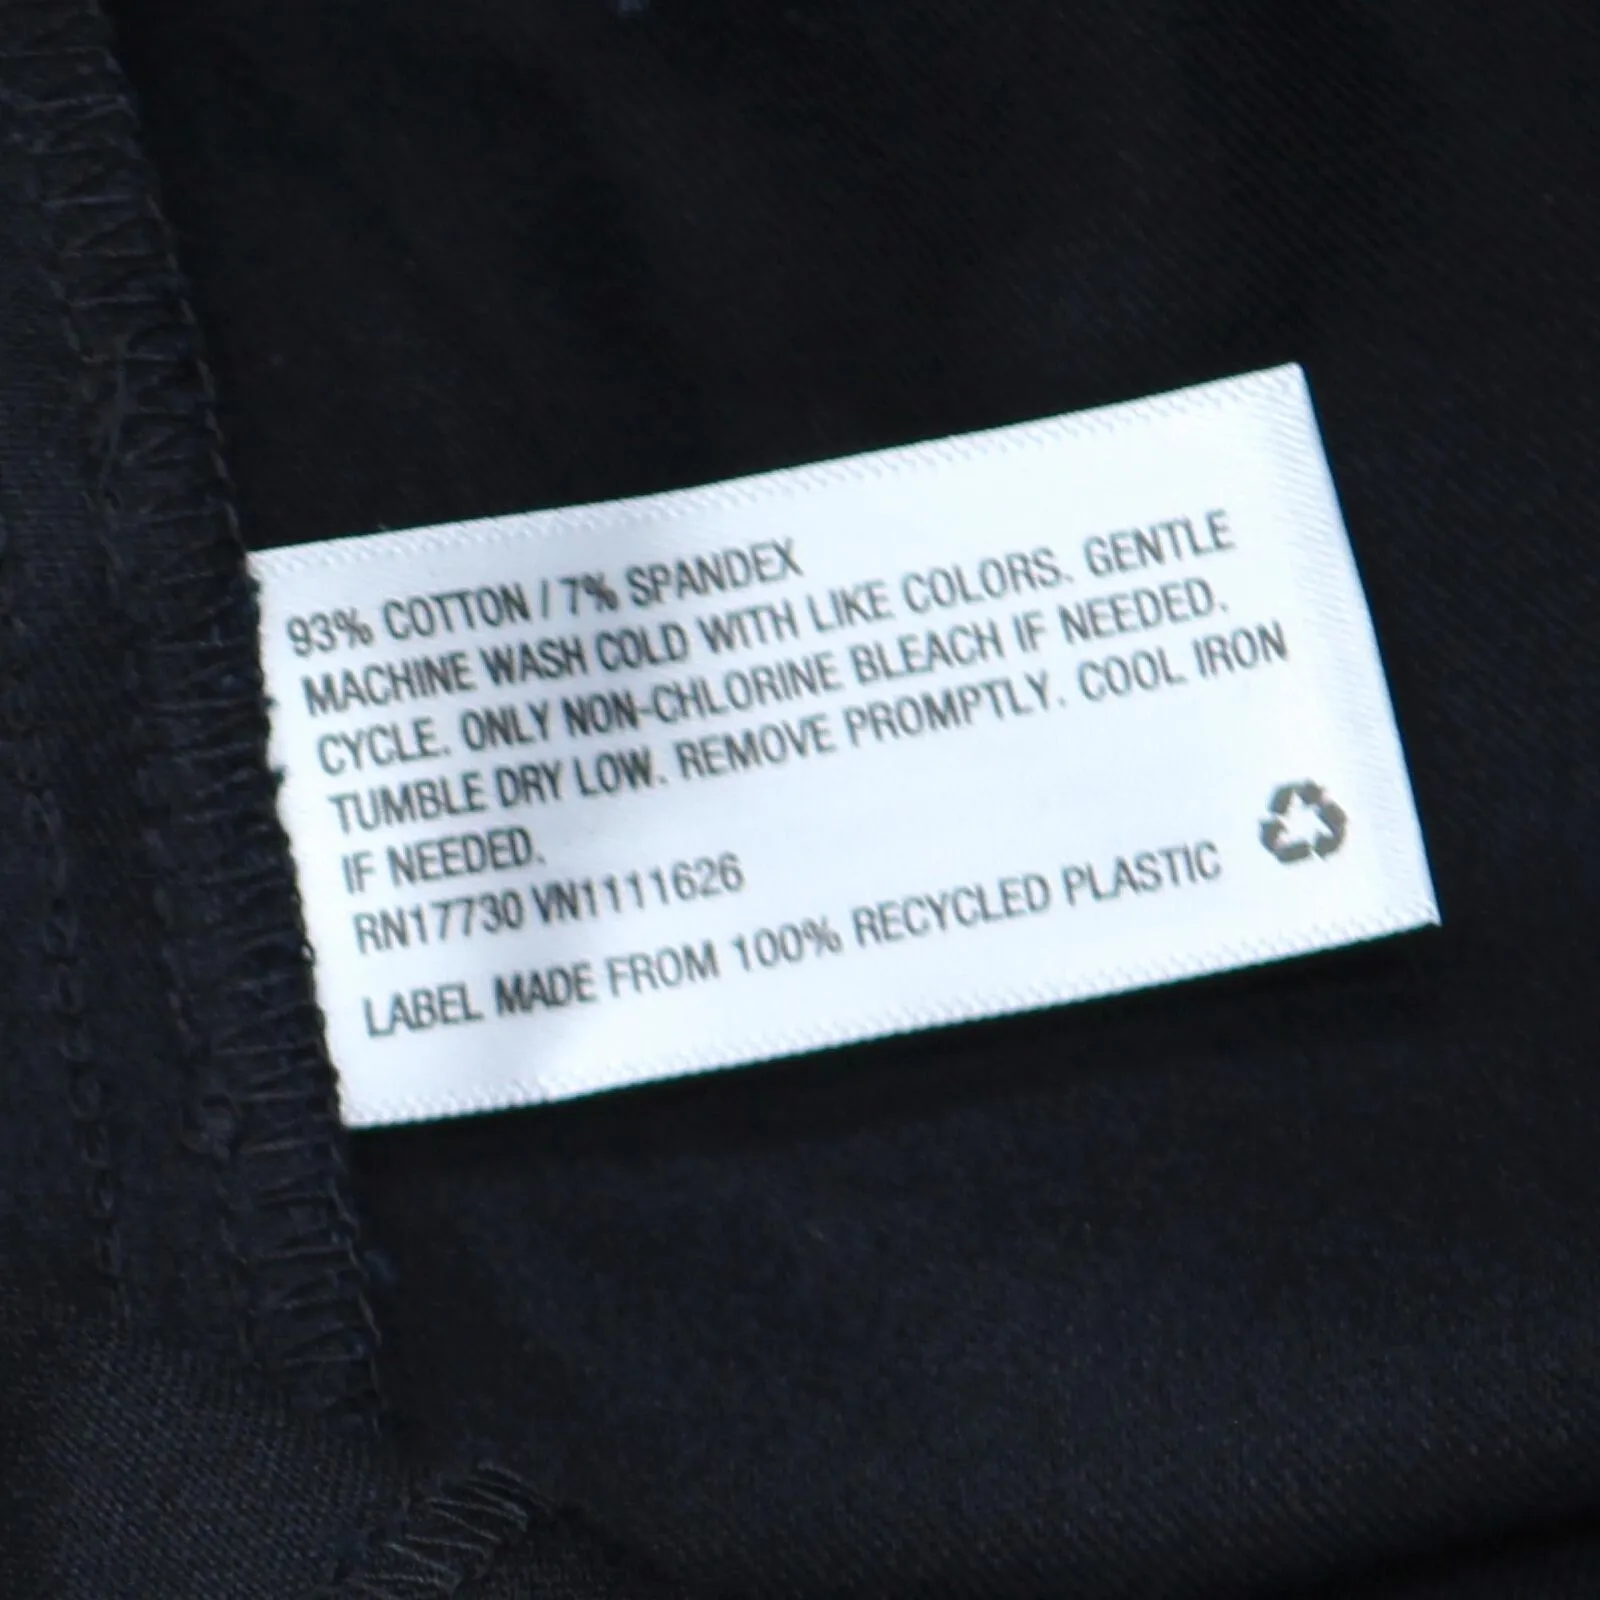 93% COTTON / 7% SPANDEX
MACHINE WASH COLD WITH LIKE COLORS. GENTLE
CYCLE. ONLY NON-CHLORINE BLEACH IF NEEDED.
TUMBLE DRY LOW. REMOVE PROMPTLY. COOL IRON
IF NEEDED.
RN17730 VN1111626
LABEL MADE FROM 100% RECYCLED PLASTIC